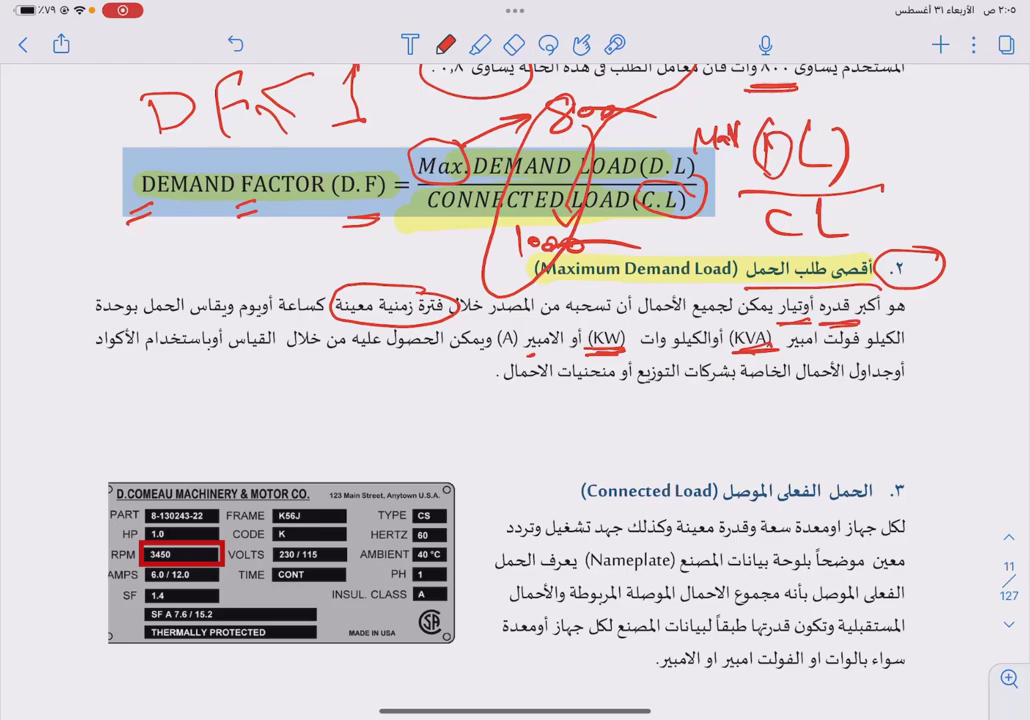 ٪٧٩
٢:٠٥ ص الأربعاء ٣١ أغسطس
المستخدم يساوى ٨٠٠ وات فان معامل الطلب فى هذه الحالة يساوى ٠,٨ .
D F ≤ 1
800
DEMAND FACTOR (D. F) = Max. DEMAND LOAD(D. L) / CONNECTED LOAD(C. L)
1000
Max DL
CL
٢. أقصى طلب الحمل (Maximum Demand Load)
هو أكبر قدره أوتيار يمكن لجميع الأحمال أن تسحبه من المصدر خلال فترة زمنية معينة كساعة أويوم ويقاس الحمل بوحدة
الكيلو فولت امبير (KVA) أوالكيلو وات (KW) أو الامبير (A) ويمكن الحصول عليه من خلال القياس أوباستخدام الأكواد
أوجداول الأحمال الخاصة بشركات التوزيع أو منحنيات الاحمال .
٣. الحمل الفعلى الموصل (Connected Load)
لكل جهاز اومعدة سعة وقدرة معينة وكذلك جهد تشغيل وتردد
معين موضحاً بلوحة بيانات المصنع (Nameplate) يعرف الحمل
الفعلى الموصل بأنه مجموع الاحمال الموصلة المربوطة والأحمال
المستقبلية وتكون قدرتها طبقاً لبيانات المصنع لكل جهاز أومعدة
سواء بالوات او الفولت امبير او الامبير.
D.COMEAU MACHINERY & MOTOR CO. 123 Main Street, Anytown U.S.A.
PART 8-130243-22 FRAME K56J TYPE CS
HP 1.0 CODE K HERTZ 60
RPM 3450 VOLTS 230 / 115 AMBIENT 40 °C
AMPS 6.0 / 12.0 TIME CONT PH 1
SF 1.4 INSUL. CLASS A
SF A 7.6 / 15.2
THERMALLY PROTECTED MADE IN USA
11
127